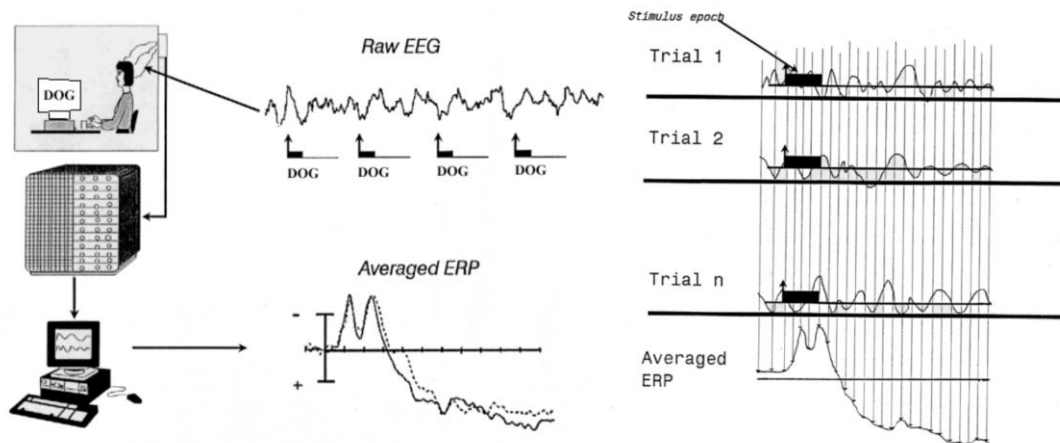 DOG
Raw EEG
DOG
DOG
DOG
DOG
Averaged ERP
-
+
Stimulus epoch
Trial 1
Trial 2
Trial n
Averaged
ERP